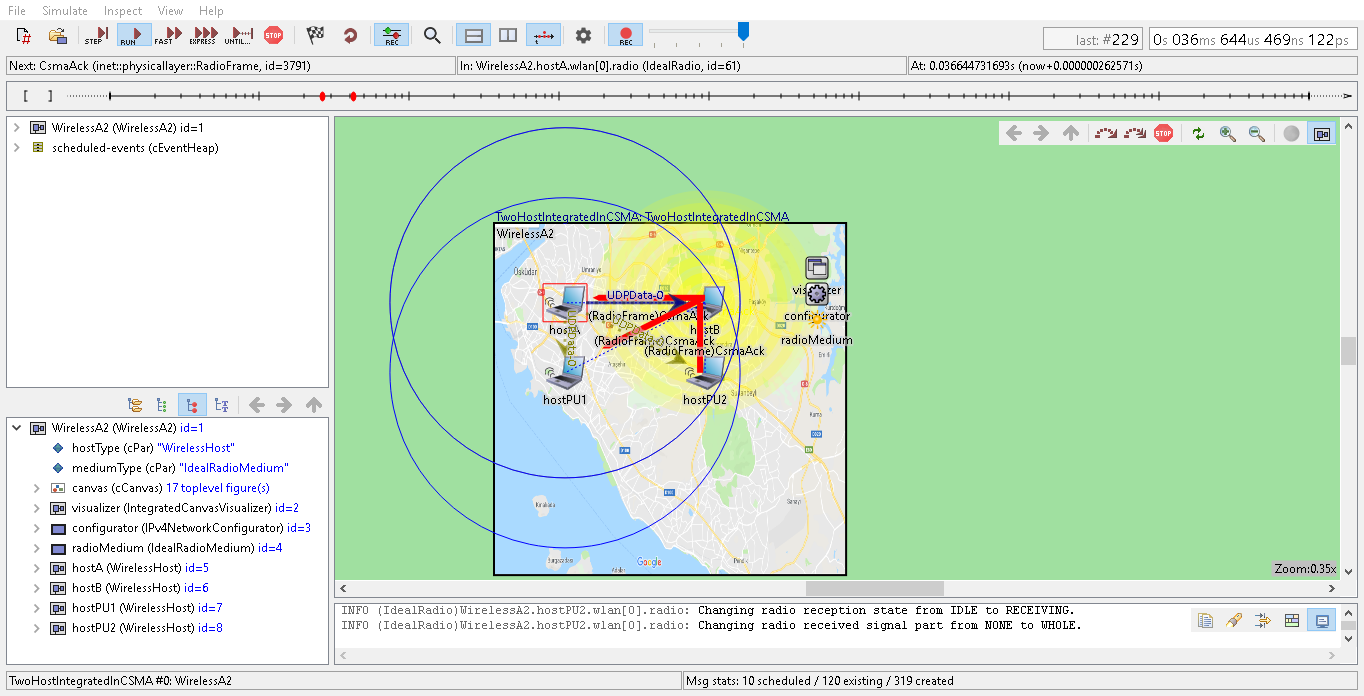 File Simulate Inspect View Help
STEP RUN FAST EXPRESS UNTIL... STOP REC REC
last: #229 0s 036ms 644us 469ns 122ps
Next: CsmaAck (inet::physicallayer::RadioFrame, id=3791) In: WirelessA2.hostA.wlan[0].radio (IdealRadio, id=61) At: 0.036644731693s (now+0.000000262571s)
[ ]
WirelessA2 (WirelessA2) id=1
scheduled-events (cEventHeap)
STOP
TwoHostIntegratedInCSMA: TwoHostIntegratedInCSMA
WirelessA2
Üsküdar
Ümraniye
UDPData-0
(RadioFrame)CsmaAck
hostA
hostB
UDPData-0
(RadioFrame)CsmaAck
(RadioFrame)CsmaAck
hostPU1
hostPU2
configurator
radioMedium
Google
Zoom:0.35x
WirelessA2 (WirelessA2) id=1
hostType (cPar) "WirelessHost"
mediumType (cPar) "IdealRadioMedium"
canvas (cCanvas) 17 toplevel figure(s)
visualizer (IntegratedCanvasVisualizer) id=2
configurator (IPv4NetworkConfigurator) id=3
radioMedium (IdealRadioMedium) id=4
hostA (WirelessHost) id=5
hostB (WirelessHost) id=6
hostPU1 (WirelessHost) id=7
hostPU2 (WirelessHost) id=8
INFO (IdealRadio)WirelessA2.hostPU2.wlan[0].radio: Changing radio reception state from IDLE to RECEIVING.
INFO (IdealRadio)WirelessA2.hostPU2.wlan[0].radio: Changing radio received signal part from NONE to WHOLE.
TwoHostIntegratedInCSMA #0: WirelessA2 Msg stats: 10 scheduled / 120 existing / 319 created